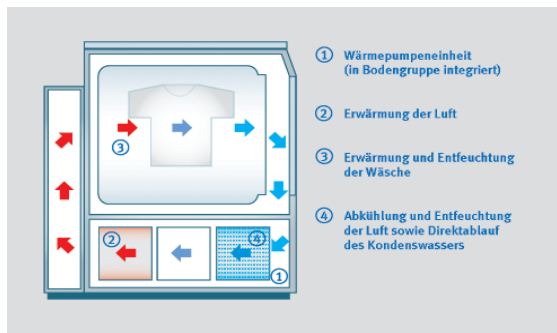 ① Wärmepumpeneinheit
(in Bodengruppe integriert)
② Erwärmung der Luft
③ Erwärmung und Entfeuchtung
der Wäsche
④ Abkühlung und Entfeuchtung
der Luft sowie Direktablauf
des Kondenswassers
③
②
④
①